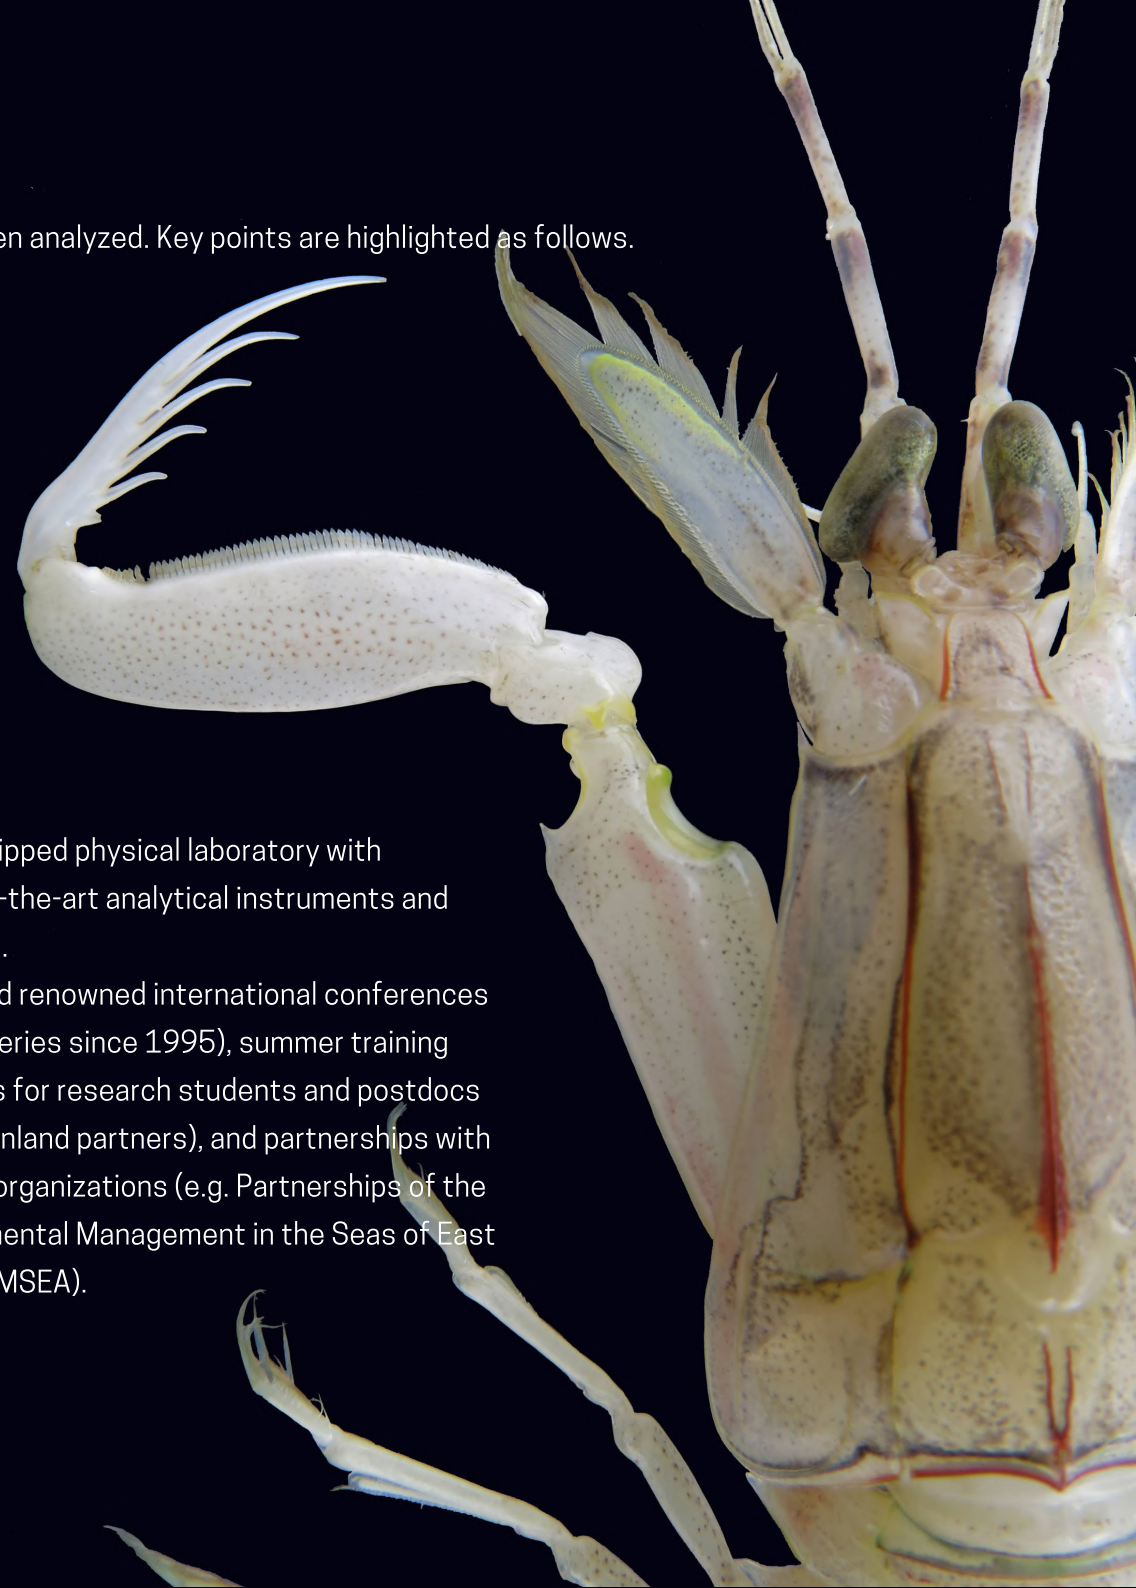 en analyzed. Key points are highlighted as follows.
ipped physical laboratory with
-the-art analytical instruments and
.
d renowned international conferences
eries since 1995), summer training
s for research students and postdocs
nland partners), and partnerships with
organizations (e.g. Partnerships of the
nental Management in the Seas of East
MSEA).